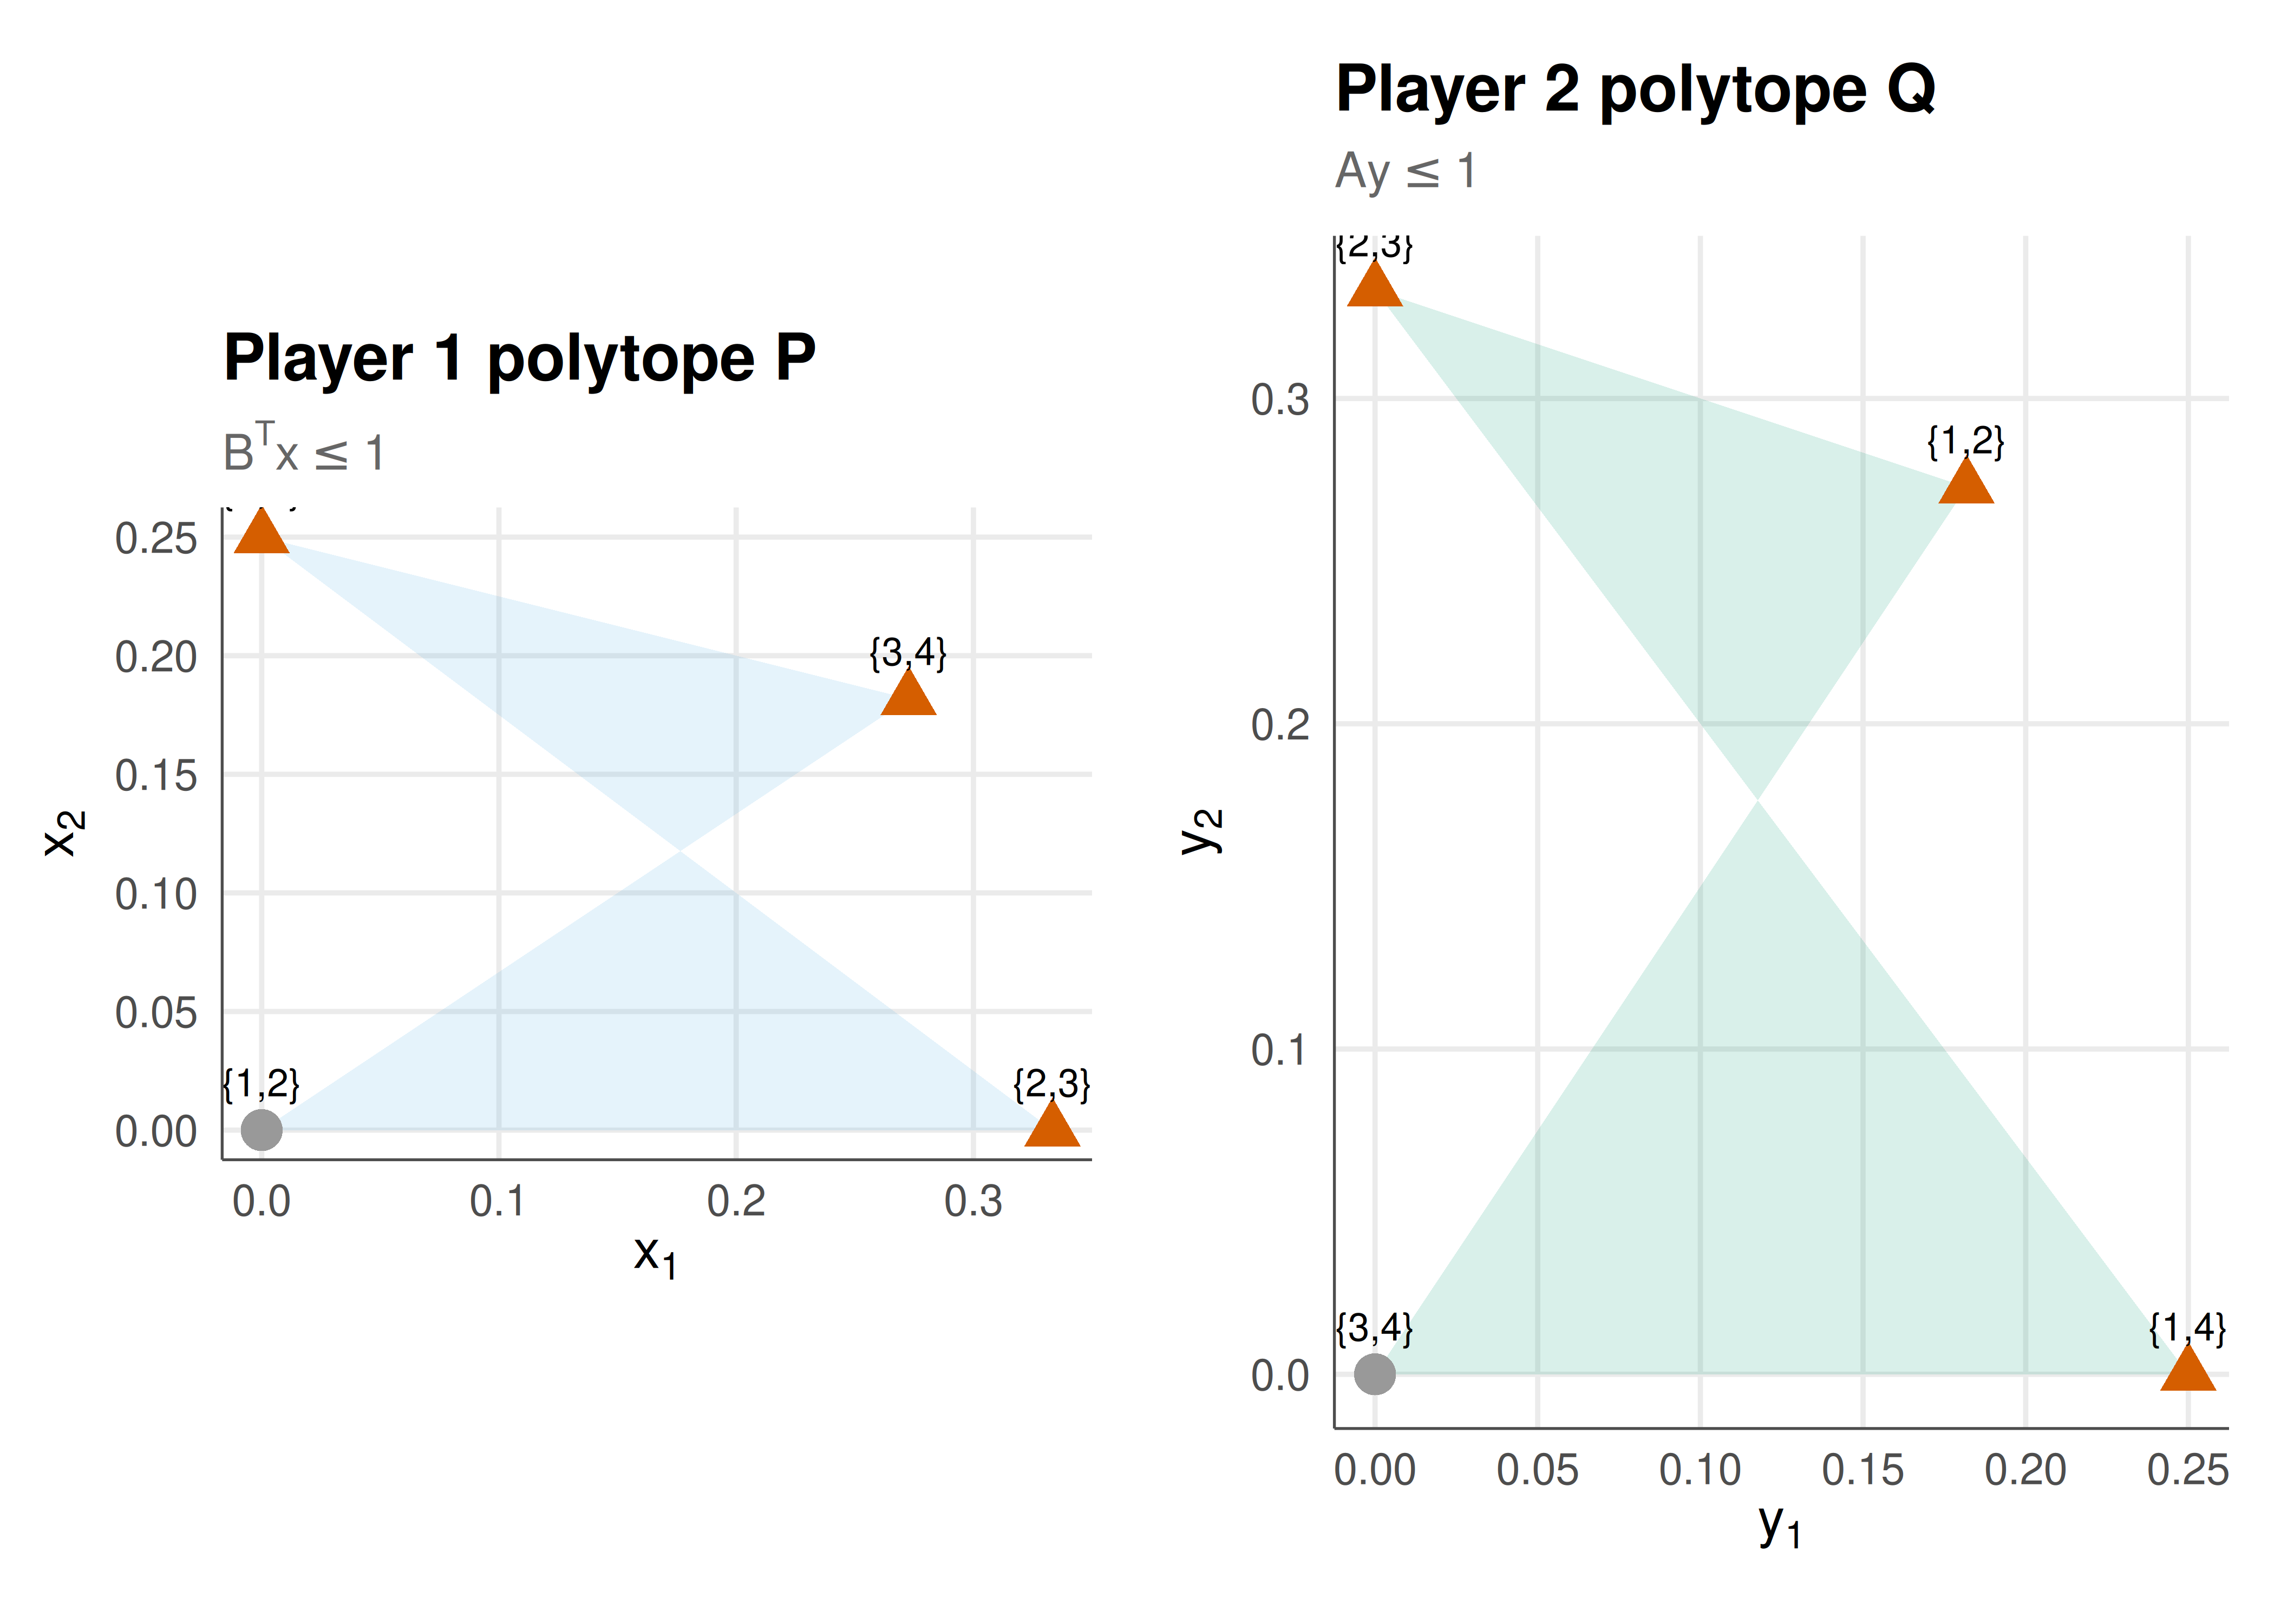 Player 1 polytope P
Bᵀx ≤ 1
0.25
0.20
0.15
0.10
0.05
0.00
x₂
{3,4}
{1,2}
{2,3}
0.0 0.1 0.2 0.3
x₁
Player 2 polytope Q
Ay ≤ 1
0.3
0.2
0.1
0.0
y₂
{2,3}
{1,2}
{3,4}
{1,4}
0.00 0.05 0.10 0.15 0.20 0.25
y₁